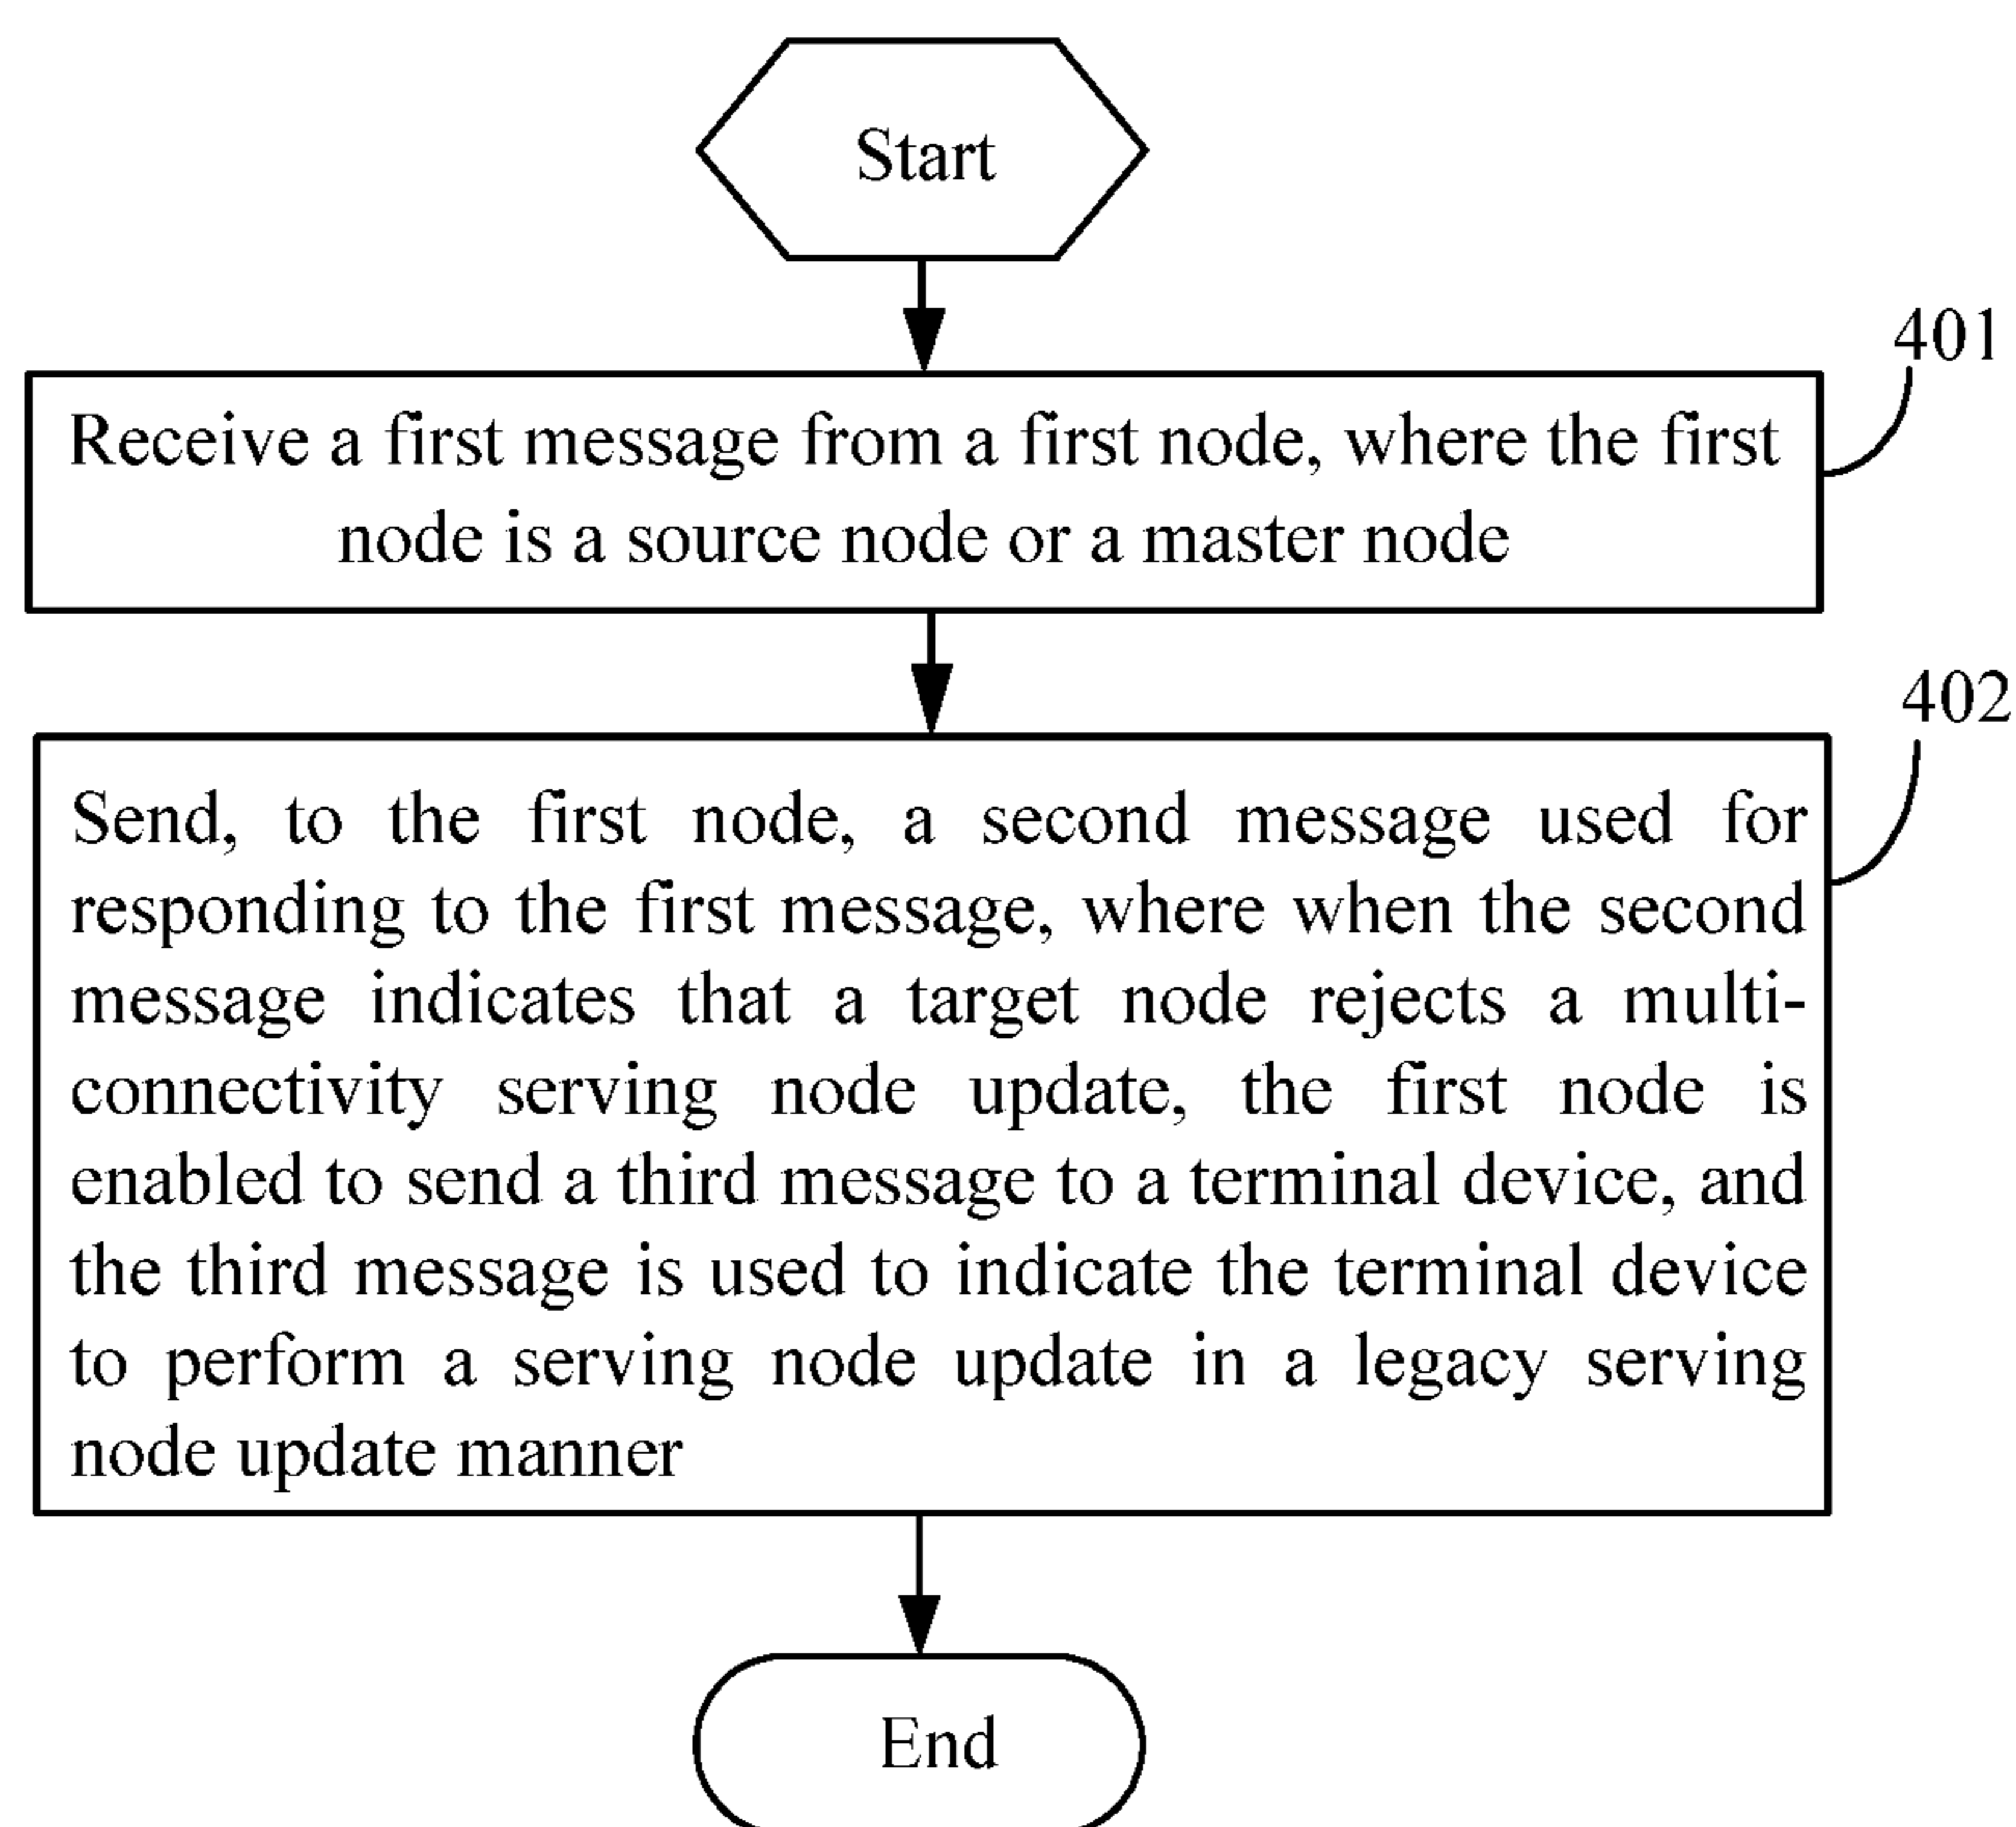 Start
401
Receive a first message from a first node, where the first
node is a source node or a master node
402
Send, to the first node, a second message used for
responding to the first message, where when the second
message indicates that a target node rejects a multi-
connectivity serving node update, the first node is
enabled to send a third message to a terminal device, and
the third message is used to indicate the terminal device
to perform a serving node update in a legacy serving
node update manner
End